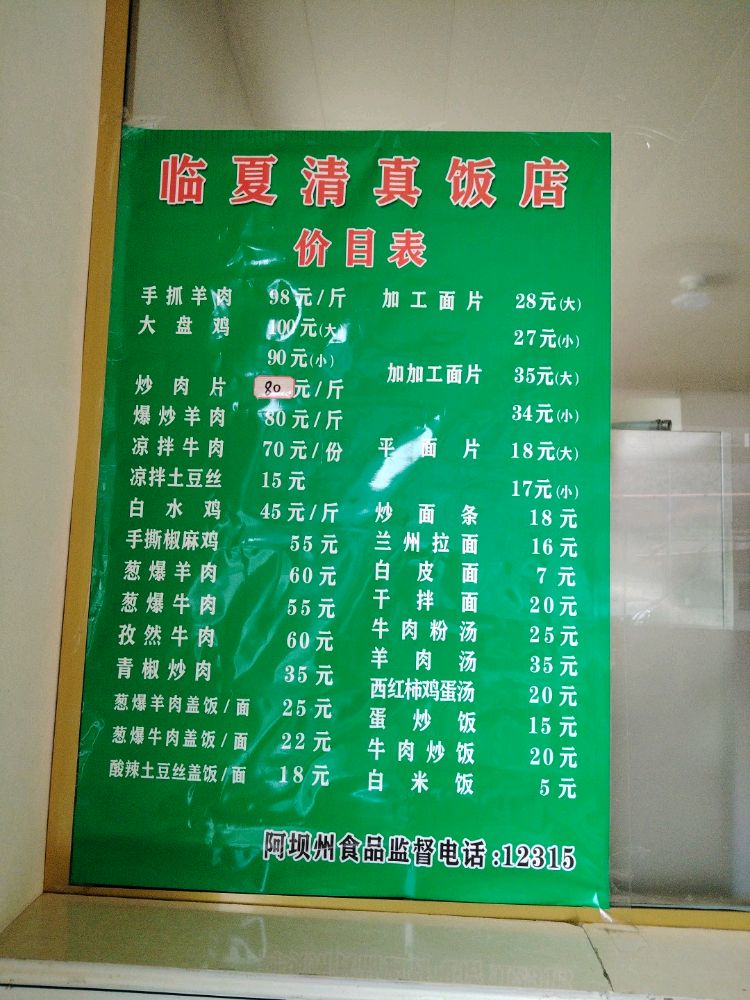 临夏清真饭店
价目表
手抓羊肉 98元/斤
大盘鸡 100元(大)
90元(小)
炒肉片 80元/斤
爆炒羊肉 80元/斤
凉拌牛肉 70元/份
凉拌土豆丝 15元
白水鸡 45元/斤
手撕椒麻鸡 55元
葱爆羊肉 60元
葱爆牛肉 55元
孜然牛肉 60元
青椒炒肉 35元
葱爆羊肉盖饭/面 25元
葱爆牛肉盖饭/面 22元
酸辣土豆丝盖饭/面 18元
加工面片 28元(大)
27元(小)
加加工面片 35元(大)
34元(小)
平面片 18元(大)
17元(小)
炒面条 18元
兰州拉面 16元
白皮面 7元
干拌面 20元
牛肉粉汤 25元
羊肉汤 35元
西红柿鸡蛋汤 20元
蛋炒饭 15元
牛肉炒饭 20元
白米饭 5元
阿坝州食品监督电话:12315